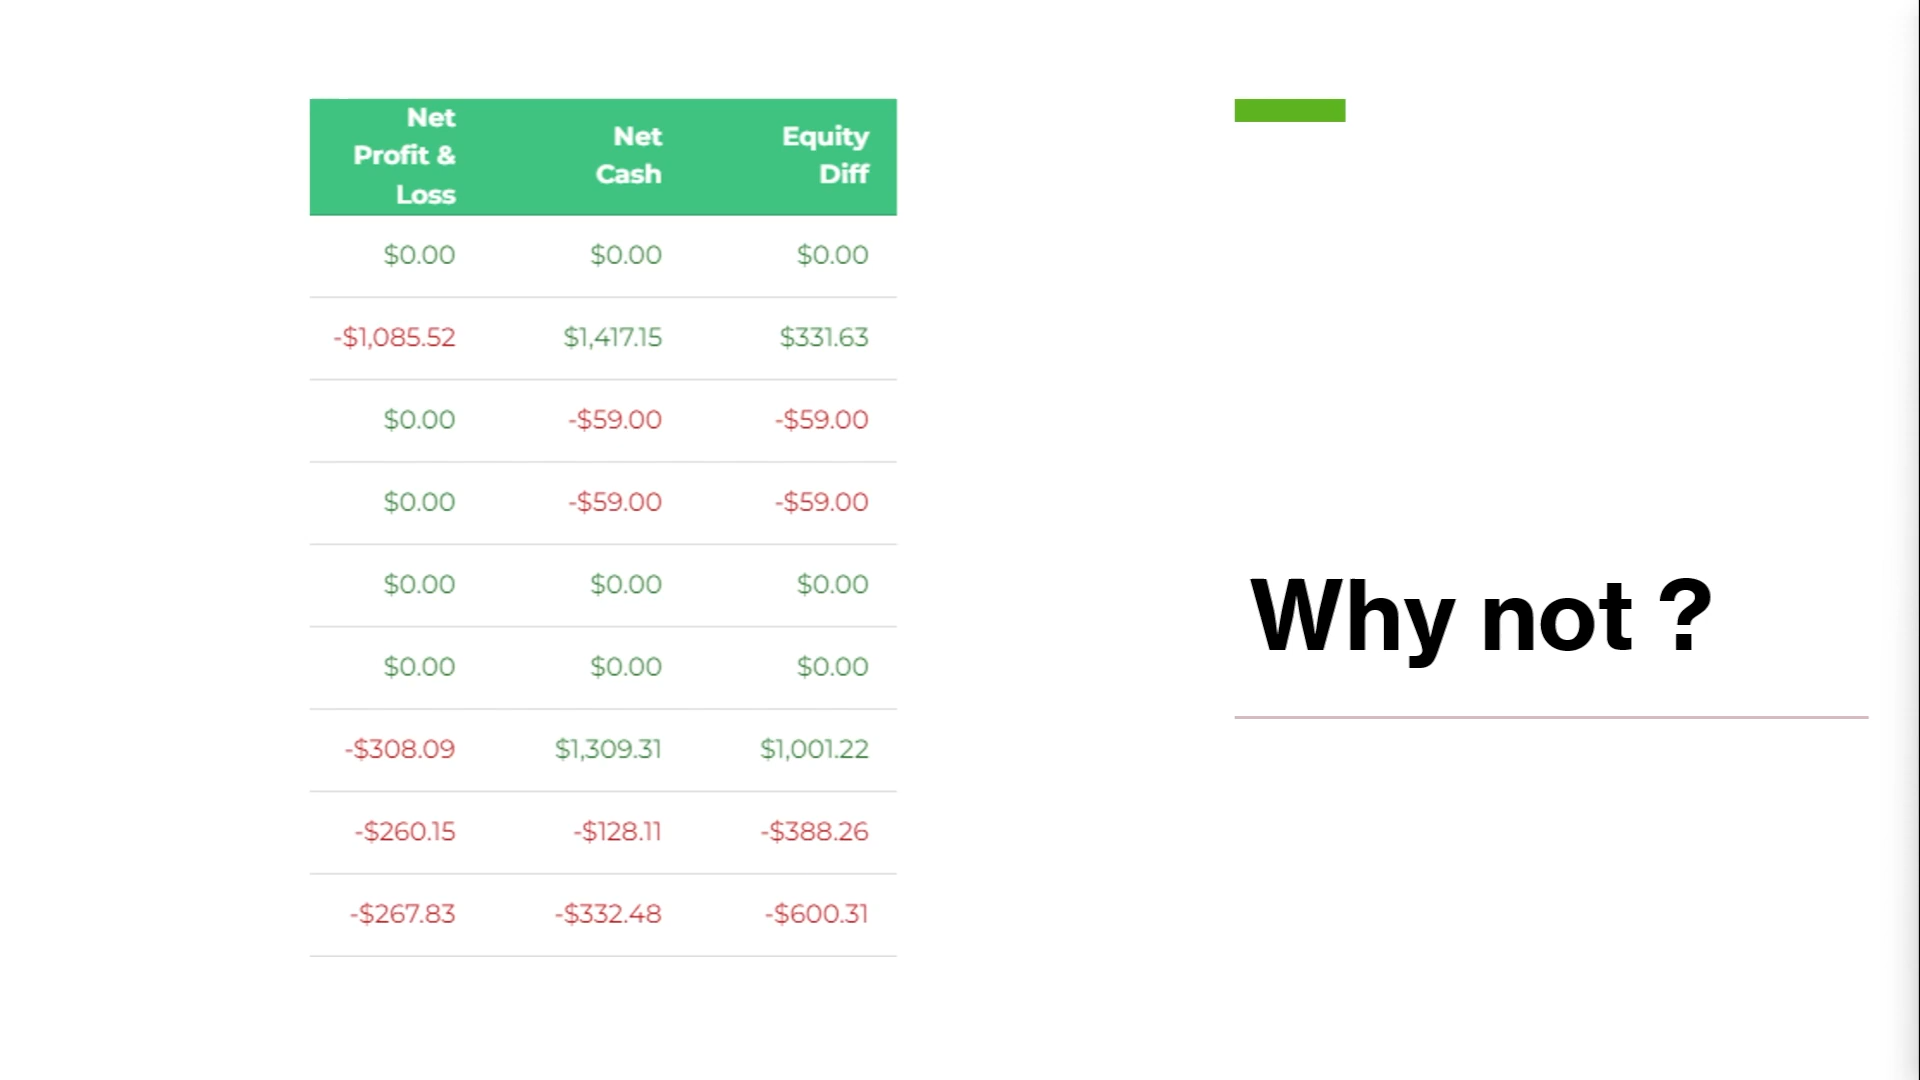 Net Profit & Loss Net Cash Equity Diff
$0.00 $0.00 $0.00
-$1,085.52 $1,417.15 $331.63
$0.00 -$59.00 -$59.00
$0.00 -$59.00 -$59.00
$0.00 $0.00 $0.00
$0.00 $0.00 $0.00
-$308.09 $1,309.31 $1,001.22
-$260.15 -$128.11 -$388.26
-$267.83 -$332.48 -$600.31
Why not ?